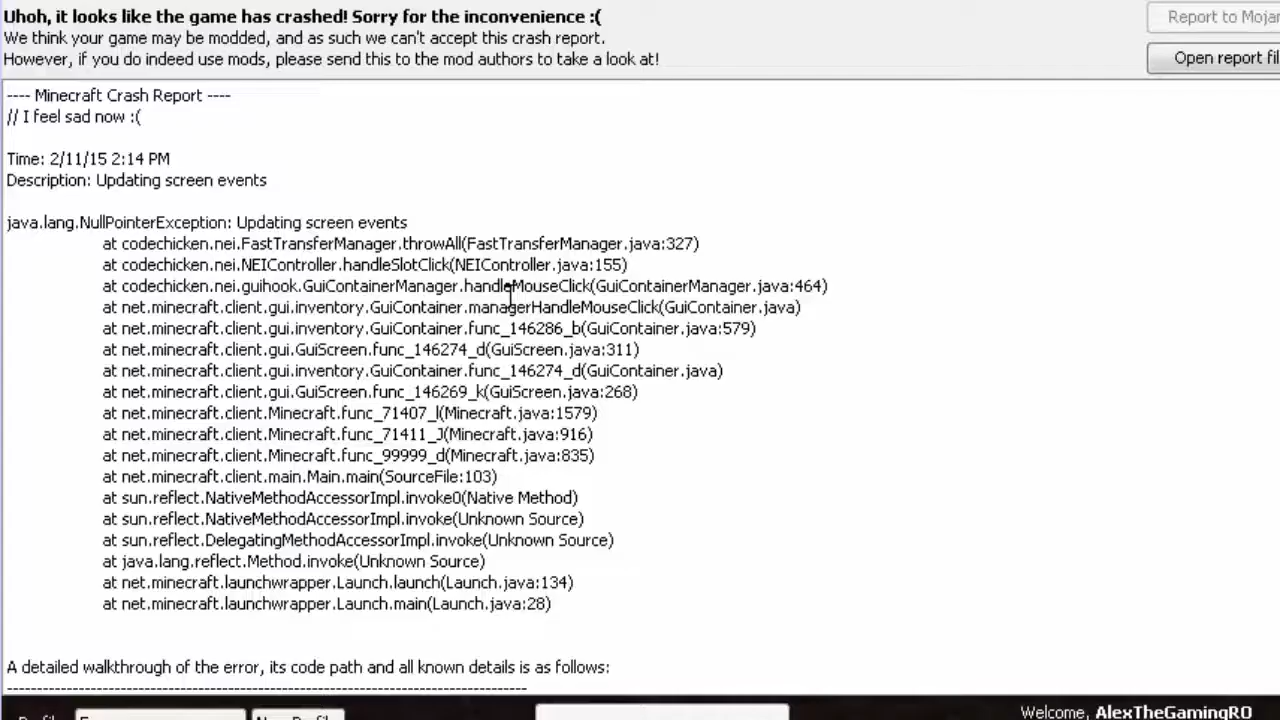 Uhoh, it looks like the game has crashed! Sorry for the inconvenience :(
Report to Mojan
We think your game may be modded, and as such we can't accept this crash report.
However, if you do indeed use mods, please send this to the mod authors to take a look at!
Open report fil
---- Minecraft Crash Report ----
// I feel sad now :(
Time: 2/11/15 2:14 PM
Description: Updating screen events
java.lang.NullPointerException: Updating screen events
at codechicken.nei.FastTransferManager.throwAll(FastTransferManager.java:327)
at codechicken.nei.NEIController.handleSlotClick(NEIController.java:155)
at codechicken.nei.guihook.GuiContainerManager.handleMouseClick(GuiContainerManager.java:464)
at net.minecraft.client.gui.inventory.GuiContainer.managerHandleMouseClick(GuiContainer.java)
at net.minecraft.client.gui.inventory.GuiContainer.func_146286_b(GuiContainer.java:579)
at net.minecraft.client.gui.GuiScreen.func_146274_d(GuiScreen.java:311)
at net.minecraft.client.gui.inventory.GuiContainer.func_146274_d(GuiContainer.java)
at net.minecraft.client.gui.GuiScreen.func_146269_k(GuiScreen.java:268)
at net.minecraft.client.Minecraft.func_71407_l(Minecraft.java:1579)
at net.minecraft.client.Minecraft.func_71411_J(Minecraft.java:916)
at net.minecraft.client.Minecraft.func_99999_d(Minecraft.java:835)
at net.minecraft.client.main.Main.main(SourceFile:103)
at sun.reflect.NativeMethodAccessorImpl.invoke0(Native Method)
at sun.reflect.NativeMethodAccessorImpl.invoke(Unknown Source)
at sun.reflect.DelegatingMethodAccessorImpl.invoke(Unknown Source)
at java.lang.reflect.Method.invoke(Unknown Source)
at net.minecraft.launchwrapper.Launch.launch(Launch.java:134)
at net.minecraft.launchwrapper.Launch.main(Launch.java:28)
A detailed walkthrough of the error, its code path and all known details is as follows:
---------------------------------------------------------------------------------------
Welcome, AlexTheGamingRO